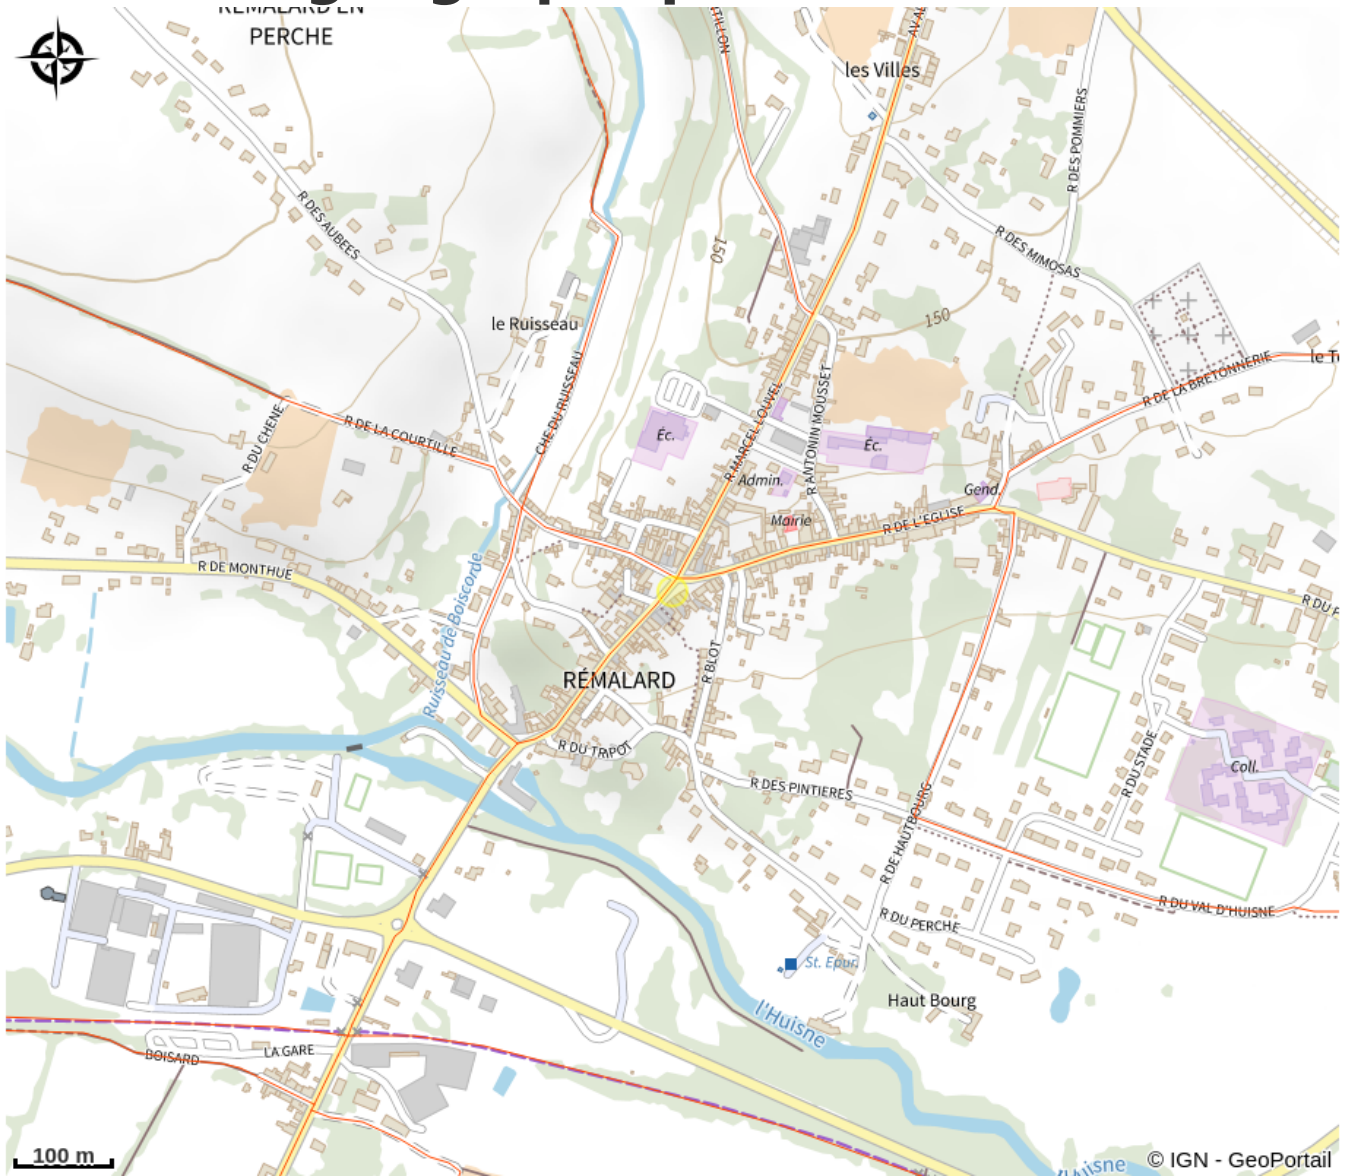 RÉMALARD EN
PERCHE
les Villes
R DES POMMIERS
R DES AUBEES
R DES MIMOSAS
150
150
le Ruisseau
CHE DU RUISSEAU
R DE LA BRETONNERIE
R DU CHENE
R DE LA COURTILLE
R MARCEL LOUVEL
R ANTONIN MOUSSET
Éc.
Éc.
Admin.
Gend.
Mairie
R DE L'EGLISE
R DE MONTHUE
Ruisseau de Boiscorde
RÉMALARD
R BLOT
R DU TRIPOT
R DES PINTIERES
R DU STADE
Coll.
R DE HAUTBOURG
R DU VAL D'HUISNE
R DU PERCHE
St. Epur.
Haut Bourg
l'Huisne
BOISARD
LA GARE
100 m
© IGN - GeoPortail
l'Huisne